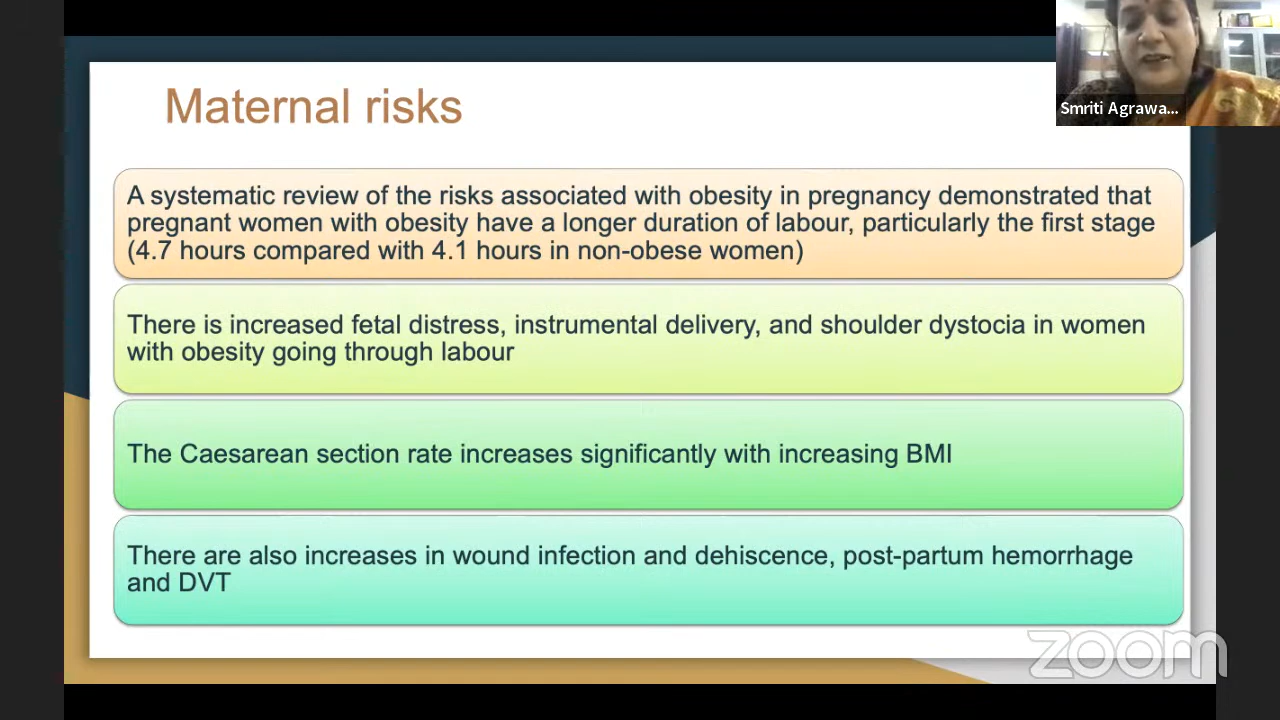 Maternal risks
Smriti Agrawa...
A systematic review of the risks associated with obesity in pregnancy demonstrated that
pregnant women with obesity have a longer duration of labour, particularly the first stage
(4.7 hours compared with 4.1 hours in non-obese women)
There is increased fetal distress, instrumental delivery, and shoulder dystocia in women
with obesity going through labour
The Caesarean section rate increases significantly with increasing BMI
There are also increases in wound infection and dehiscence, post-partum hemorrhage
and DVT
zoom